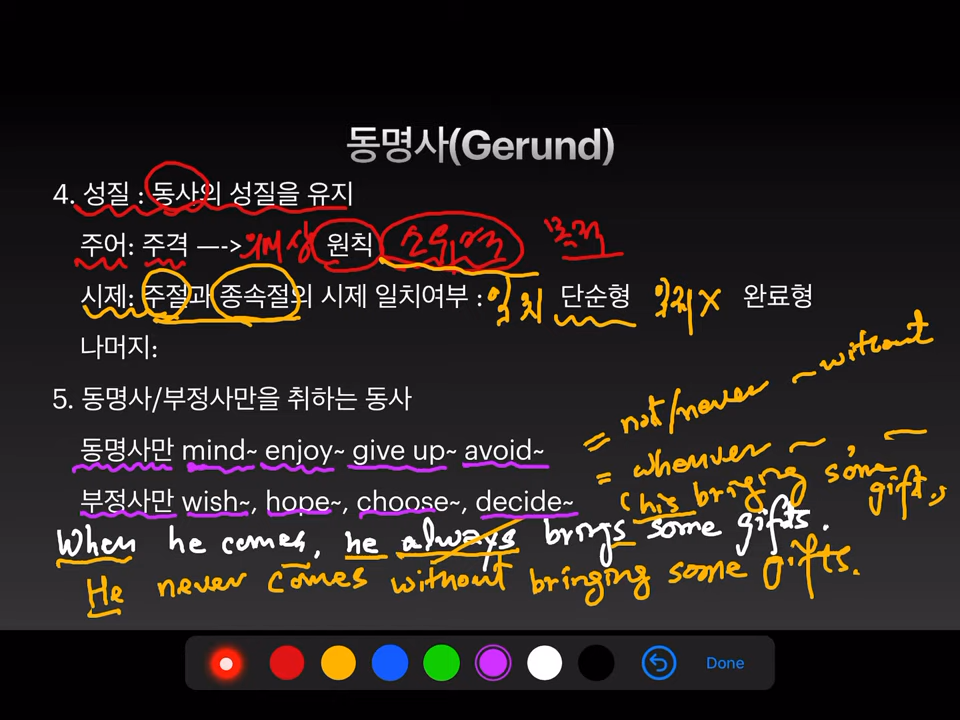 동명사(Gerund)
4. 성질 : 동사의 성질을 유지
주어: 주격 —-> 의미상 원칙 소유격 목적
시제: 주절과 종속절의 시제 일치여부 : 일치 단순형 일치X 완료형
나머지:
5. 동명사/부정사만을 취하는 동사
= not/never ~ without
동명사만 mind~ enjoy~ give up~ avoid~
= whenever ~ , ~
부정사만 wish~, hope~, choose~, decide~
(his bringing some gifts)
When he comes, he always brings some gifts.
He never comes without bringing some gifts.
Done